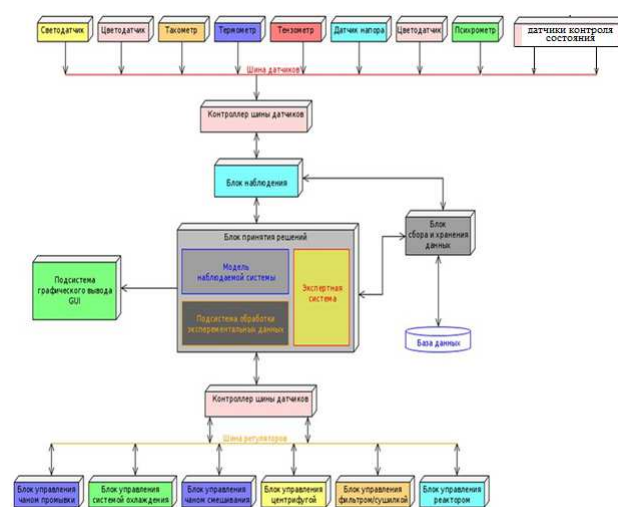 Светодатчик
Цветодатчик
Тахометр
Термометр
Тензометр
Датчик напора
Цветодатчик
Психрометр
датчики контроля
состояния
Шина датчиков
Контроллер шины датчиков
Блок наблюдения
Блок принятия решений
Блок
сбора и хранения
данных
Модель
наблюдаемой системы
Экспертная
система
Подсистема
графического вывода
GUI
Подсистема обработки
эксперементальных данных
База данных
Контроллер шины датчиков
Шина регуляторов
Блок управления
чаном промывки
Блок управления
системой охлаждения
Блок управления
чаном смешивания
Блок управления
центрифугой
Блок управления
фильтром/сушилкой
Блок управления
реактором